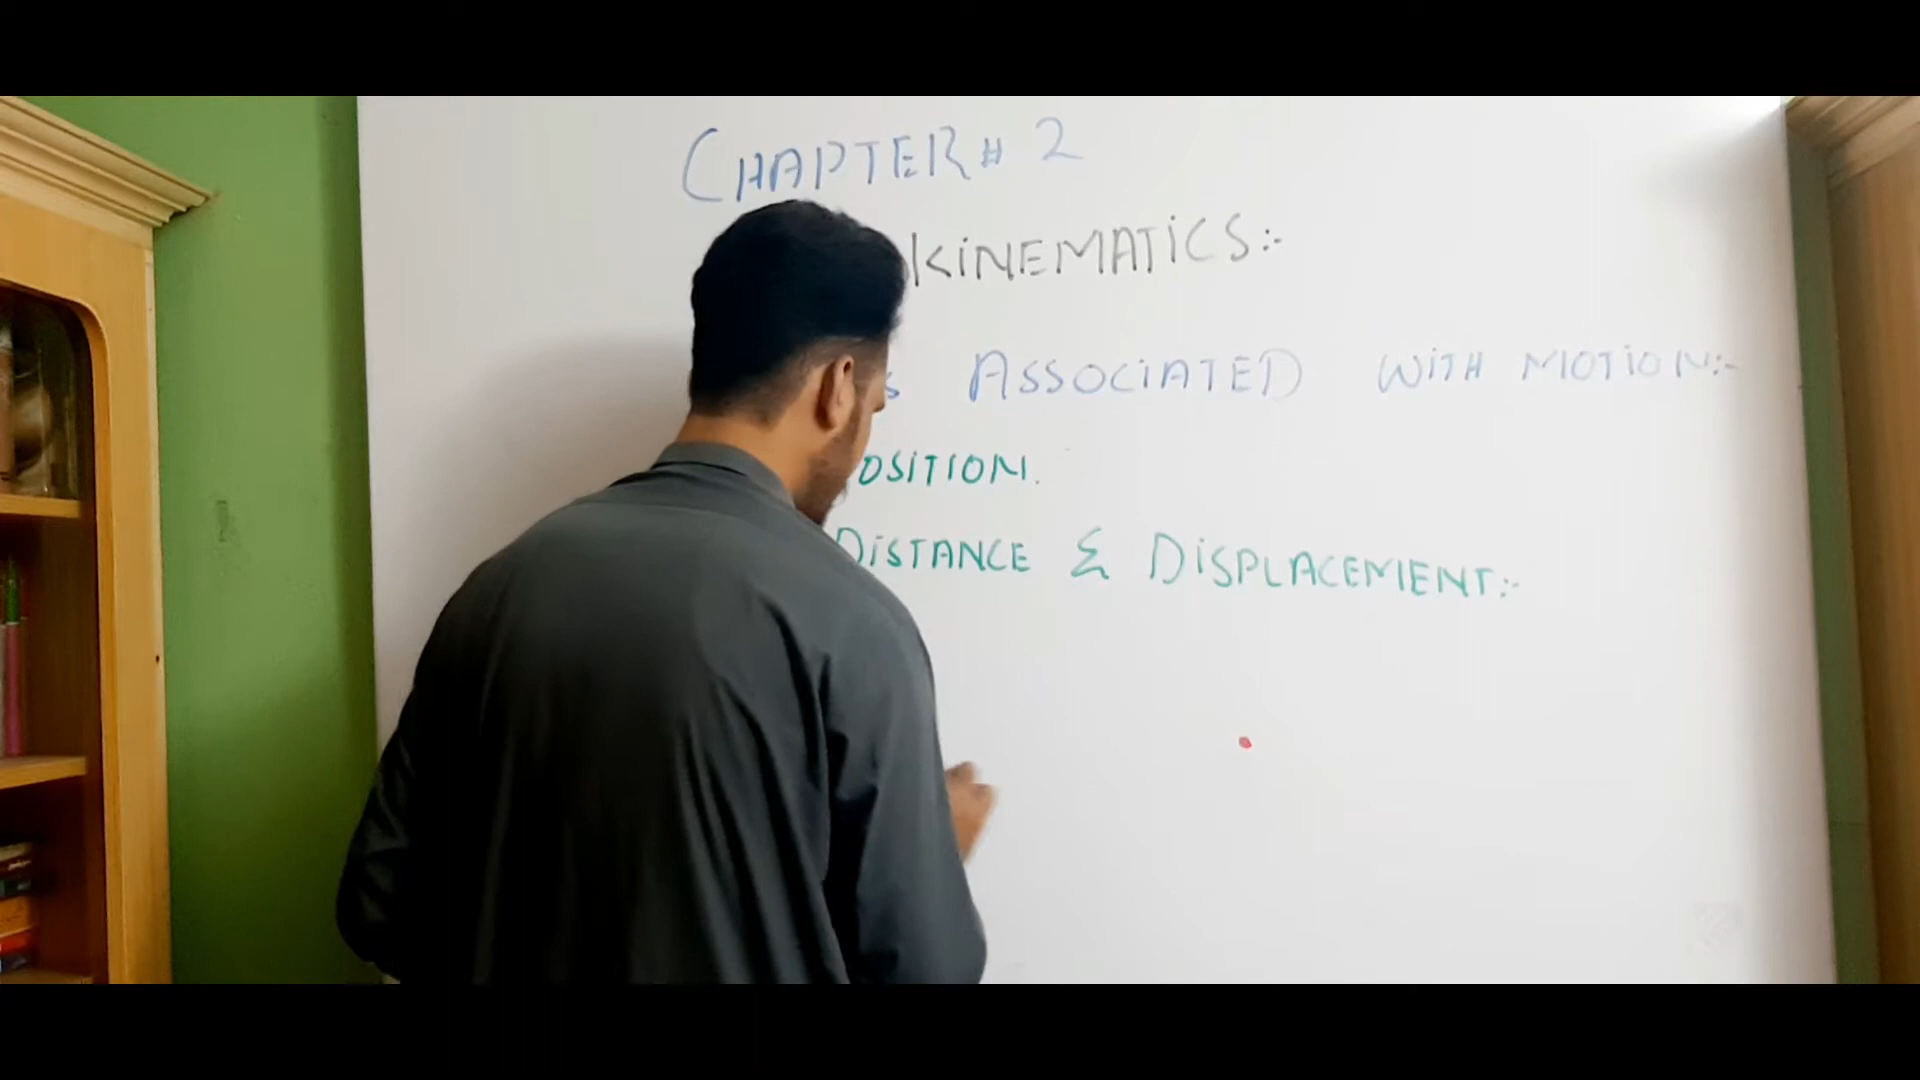 CHAPTER # 2
KINEMATICS:-
ASSOCIATED WITH MOTION:-
OSITION.
DISTANCE & DISPLACEMENT:-